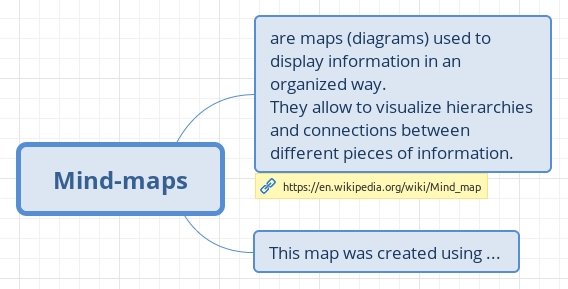 Mind-maps
are maps (diagrams) used to
display information in an
organized way.
They allow to visualize hierarchies
and connections between
different pieces of information.
https://en.wikipedia.org/wiki/Mind_map
This map was created using ...